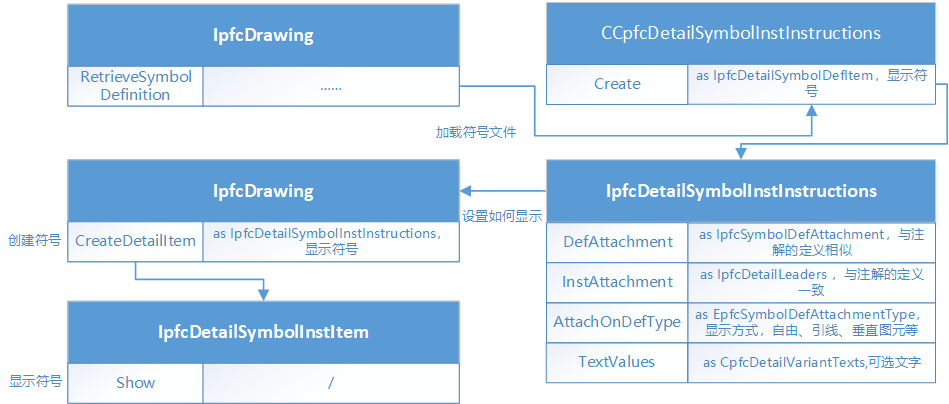 IpfcDrawing
RetrieveSymbol
Definition
......
CCpfcDetailSymbolInstInstructions
Create
as IpfcDetailSymbolDefItem，显示符
号
加载符号文件
IpfcDrawing
创建符号
CreateDetailItem
as IpfcDetailSymbolInstInstructions，
显示符号
设置如何显示
IpfcDetailSymbolInstInstructions
DefAttachment
as IpfcSymbolDefAttachment，与注
解的定义相似
InstAttachment
as IpfcDetailLeaders ，与注解的定义
一致
AttachOnDefType
as EpfcSymbolDefAttachmentType，
显示方式，自由、引线、垂直图元等
TextValues
as CpfcDetailVariantTexts,可选文字
IpfcDetailSymbolInstItem
显示符号
Show
/